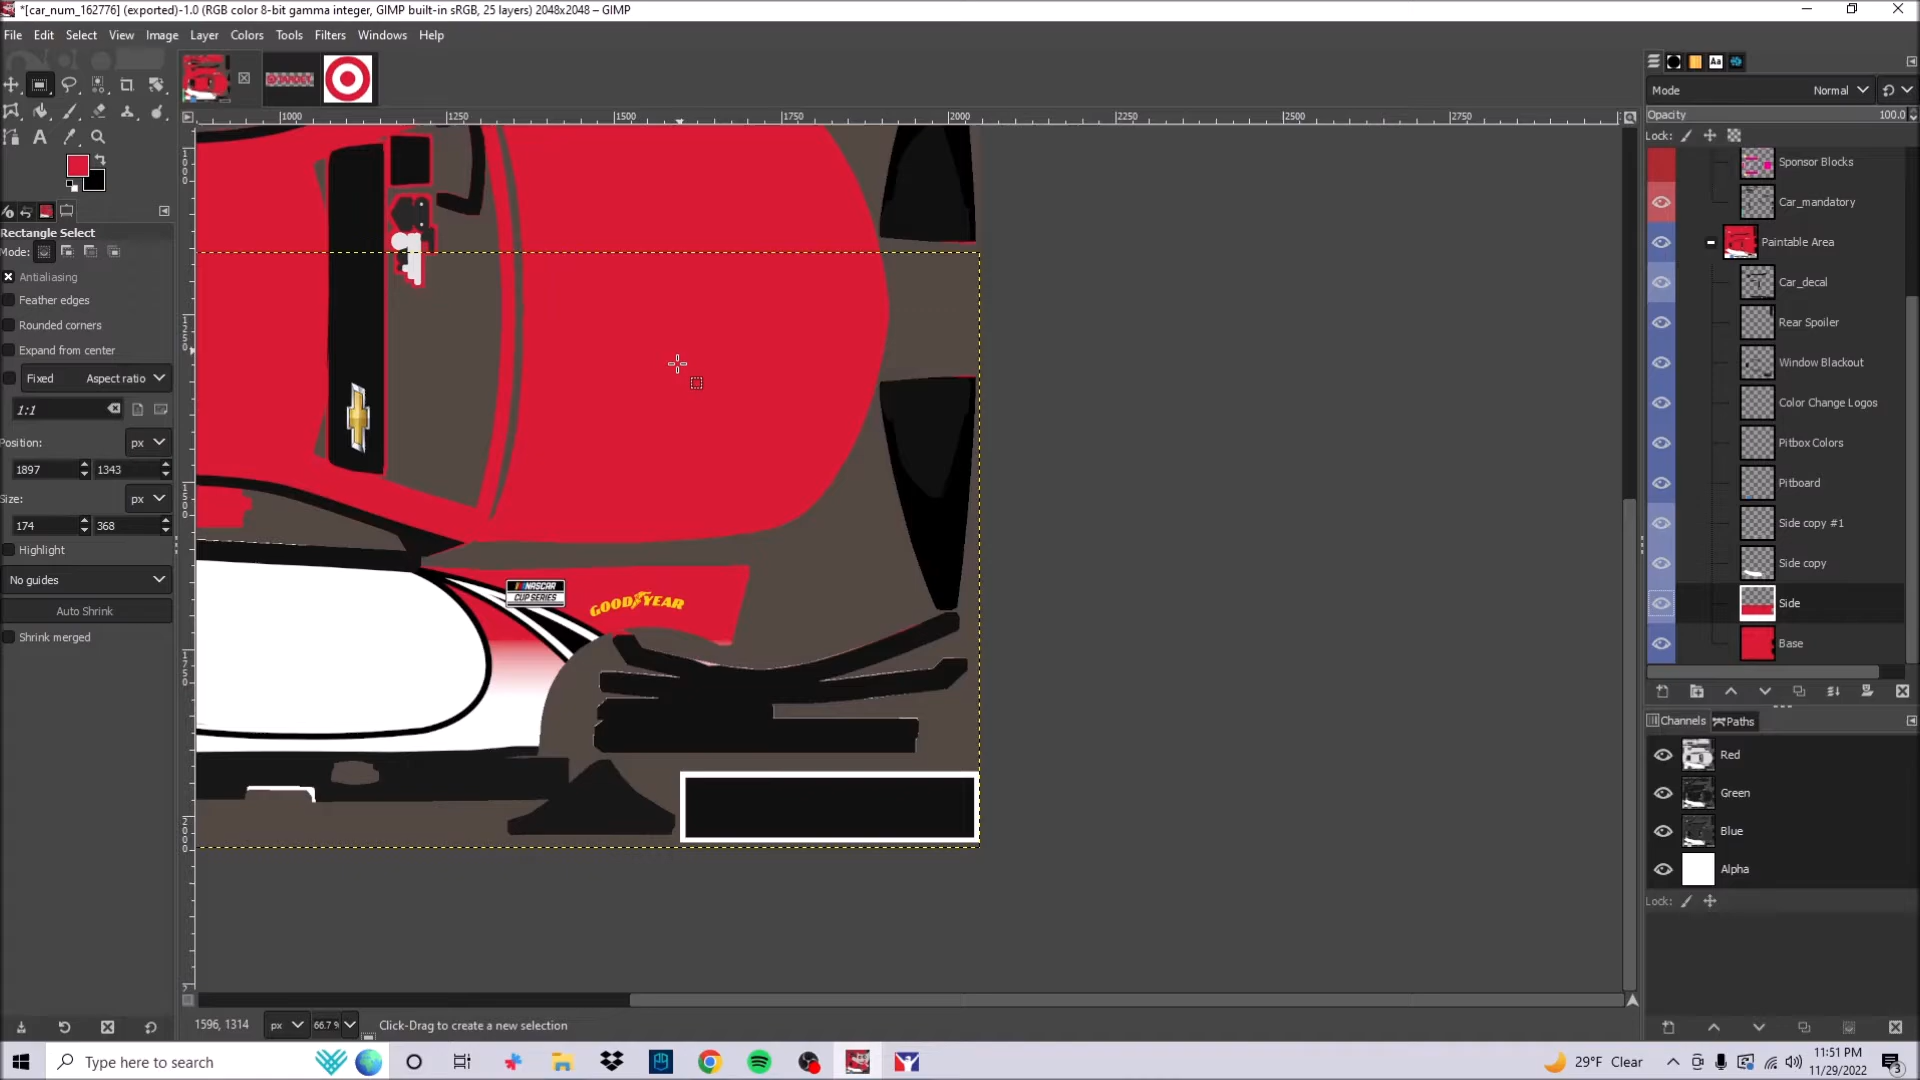 *[car_num_162776] (exported)-1.0 (RGB color 8-bit gamma integer, GIMP built-in sRGB, 25 layers) 2048x2048 – GIMP
File Edit Select View Image Layer Colors Tools Filters Windows Help
Mode Normal
Opacity 100.0
Lock:
1000 1250 1500 1750 2000 2250 2500 2750
Rectangle Select
Mode:
Antialiasing
Feather edges
Rounded corners
Expand from center
Fixed Aspect ratio
1:1
Position: px
1897 1343
Size: px
174 368
Highlight
No guides
Auto Shrink
Shrink merged
NASCAR
CUP SERIES
GOODYEAR
Sponsor Blocks
Car_mandatory
Paintable Area
Car_decal
Rear Spoiler
Window Blackout
Color Change Logos
Pitbox Colors
Pitboard
Side copy #1
Side copy
Side
Base
Channels Paths
Red
Green
Blue
Alpha
Lock:
1596, 1314 px 66.7 % Click-Drag to create a new selection
Type here to search
29°F Clear
11:51 PM
11/29/2022
3